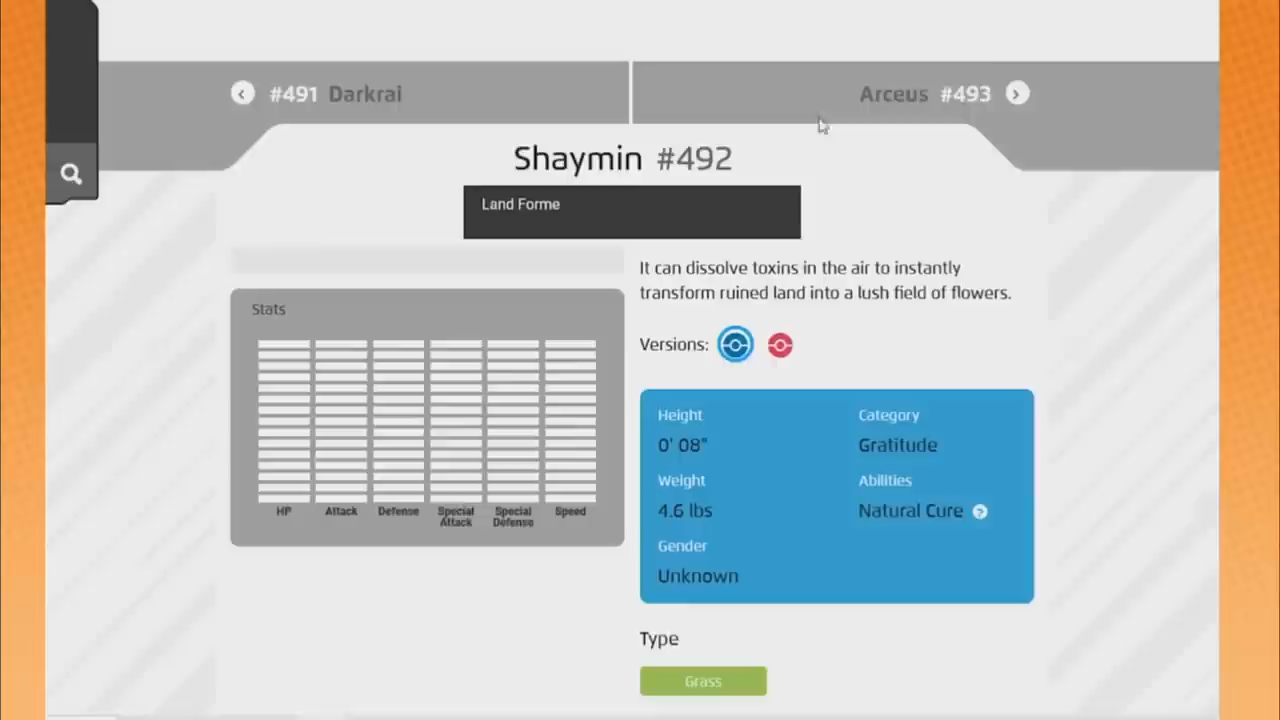 #491 Darkrai
Arceus #493
Shaymin #492
Land Forme
It can dissolve toxins in the air to instantly
transform ruined land into a lush field of flowers.
Versions:
Stats
HP
Attack
Defense
Special
Attack
Special
Defense
Speed
Height
0' 08"
Weight
4.6 lbs
Gender
Unknown
Category
Gratitude
Abilities
Natural Cure ?
Type
Grass